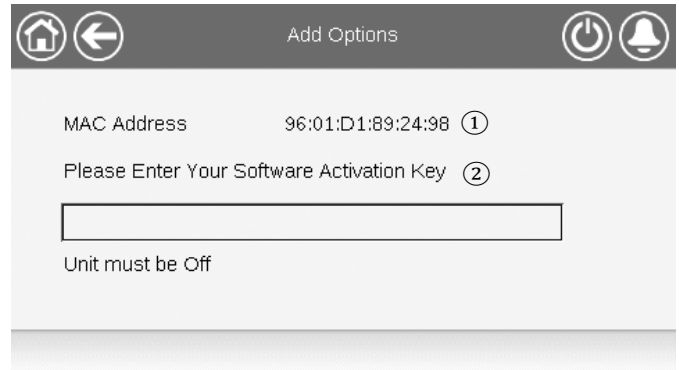 Add Options
MAC Address 96:01:D1:89:24:98 ①
Please Enter Your Software Activation Key ②
Unit must be Off